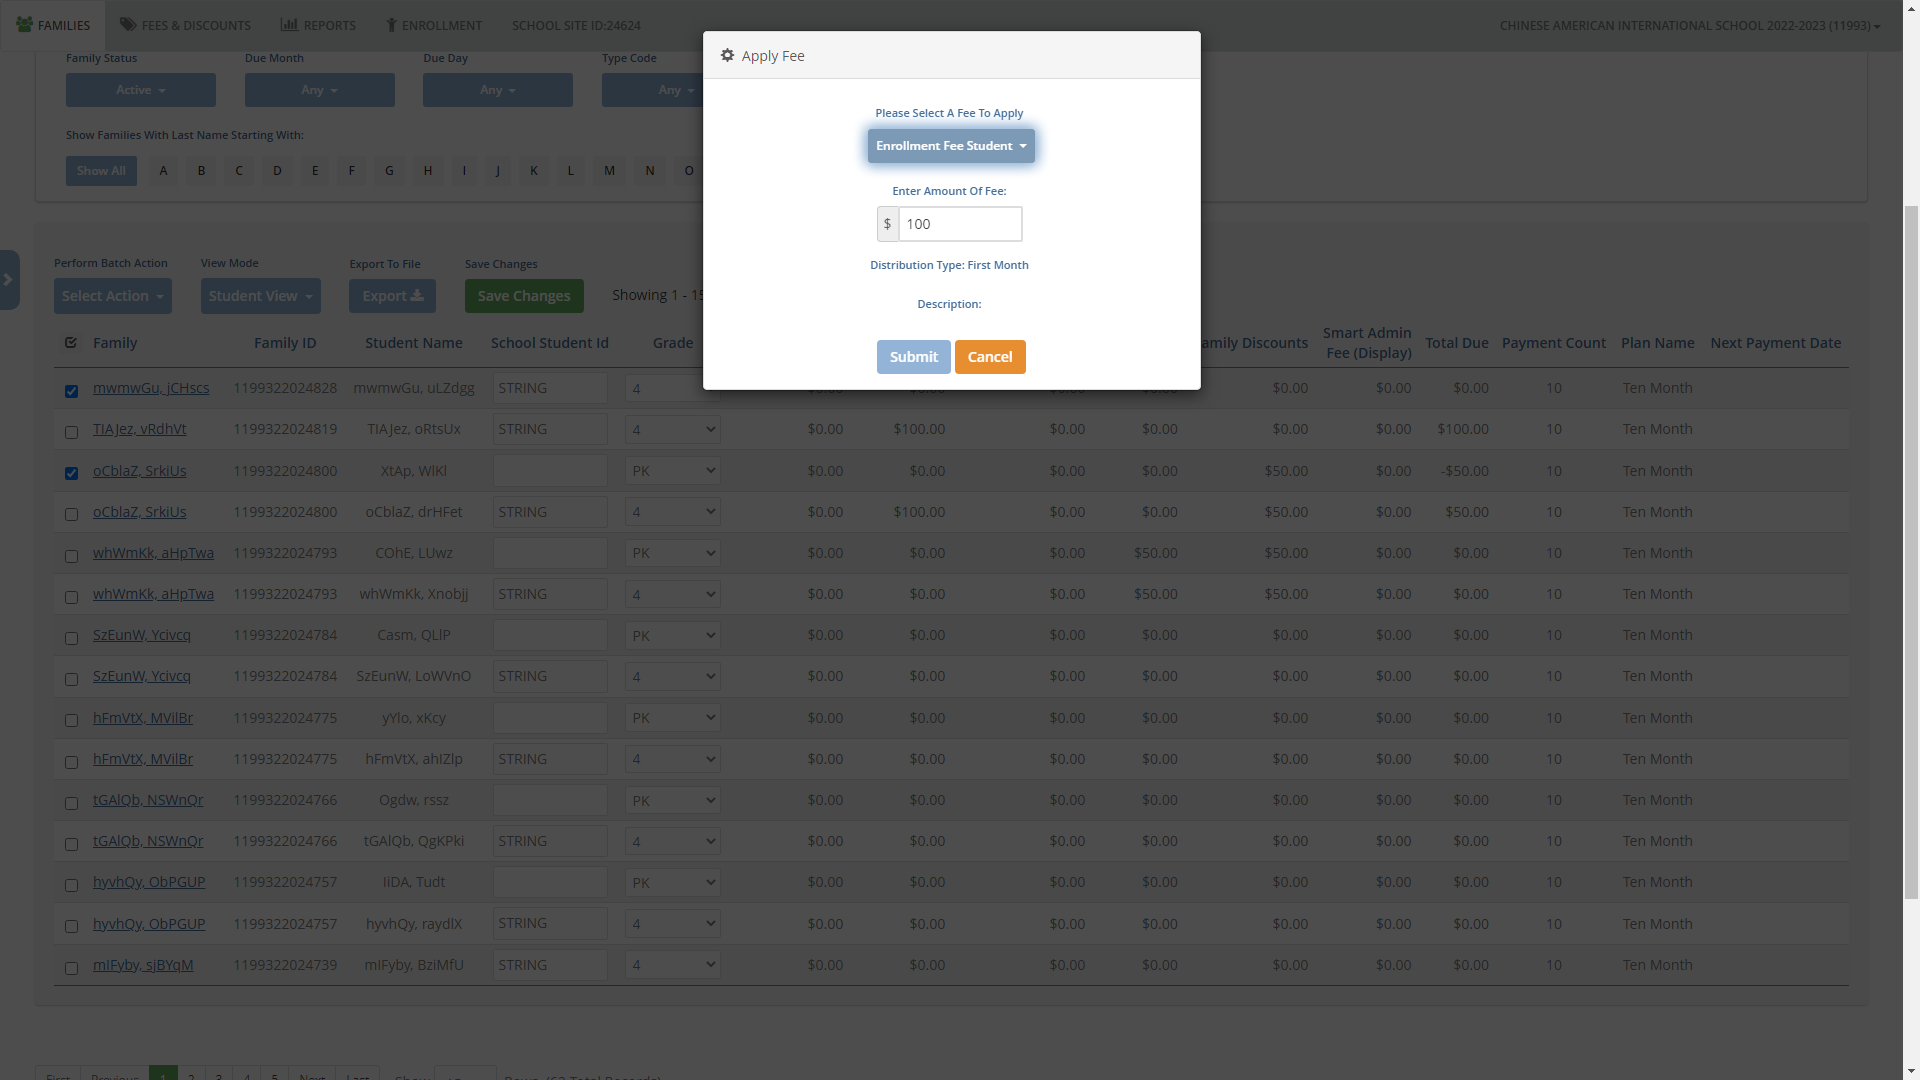 FAMILIES FEES & DISCOUNTS REPORTS ENROLLMENT SCHOOL SITE ID:24624 CHINESE AMERICAN INTERNATIONAL SCHOOL 2022-2023 (11993)
Apply Fee
Family Status Due Month Due Day Type Code
Active Any Any Any
Please Select A Fee To Apply
Enrollment Fee Student
Show Families With Last Name Starting With:
Show All A B C D E F G H I J K L M N O
Enter Amount Of Fee:
$ 100
Distribution Type: First Month
Description:
Submit Cancel
Perform Batch Action View Mode Export To File Save Changes
Select Action Student View Export Save Changes Showing 1 - 15
Family Family ID Student Name School Student Id Grade amily Discounts Smart Admin Fee (Display) Total Due Payment Count Plan Name Next Payment Date
mwmwGu, jCHscs 1199322024828 mwmwGu, uLZdgg STRING 4 $0.00 $0.00 $0.00 $0.00 $0.00 $0.00 $0.00 10 Ten Month
TIAJez, vRdhVt 1199322024819 TIAJez, oRtsUx STRING 4 $0.00 $100.00 $0.00 $0.00 $0.00 $0.00 $100.00 10 Ten Month
oCblaZ, SrkiUs 1199322024800 XtAp, WlKl PK $0.00 $0.00 $0.00 $0.00 $50.00 $0.00 -$50.00 10 Ten Month
oCblaZ, SrkiUs 1199322024800 oCblaZ, drHFet STRING 4 $0.00 $100.00 $0.00 $0.00 $50.00 $0.00 $50.00 10 Ten Month
whWmKk, aHpTwa 1199322024793 COhE, LUwz PK $0.00 $0.00 $0.00 $50.00 $50.00 $0.00 $0.00 10 Ten Month
whWmKk, aHpTwa 1199322024793 whWmKk, Xnobjj STRING 4 $0.00 $0.00 $0.00 $50.00 $50.00 $0.00 $0.00 10 Ten Month
SzEunW, Ycivcq 1199322024784 Casm, QLlP PK $0.00 $0.00 $0.00 $0.00 $0.00 $0.00 $0.00 10 Ten Month
SzEunW, Ycivcq 1199322024784 SzEunW, LoWVnO STRING 4 $0.00 $0.00 $0.00 $0.00 $0.00 $0.00 $0.00 10 Ten Month
hFmVtX, MVilBr 1199322024775 yYlo, xKcy PK $0.00 $0.00 $0.00 $0.00 $0.00 $0.00 $0.00 10 Ten Month
hFmVtX, MVilBr 1199322024775 hFmVtX, ahIZlp STRING 4 $0.00 $0.00 $0.00 $0.00 $0.00 $0.00 $0.00 10 Ten Month
tGAlQb, NSWnQr 1199322024766 Ogdw, rssz PK $0.00 $0.00 $0.00 $0.00 $0.00 $0.00 $0.00 10 Ten Month
tGAlQb, NSWnQr 1199322024766 tGAlQb, QgKPki STRING 4 $0.00 $0.00 $0.00 $0.00 $0.00 $0.00 $0.00 10 Ten Month
hyvhQy, ObPGUP 1199322024757 IiDA, Tudt PK $0.00 $0.00 $0.00 $0.00 $0.00 $0.00 $0.00 10 Ten Month
hyvhQy, ObPGUP 1199322024757 hyvhQy, raydlX STRING 4 $0.00 $0.00 $0.00 $0.00 $0.00 $0.00 $0.00 10 Ten Month
mIFyby, sjBYqM 1199322024739 mIFyby, BziMfU STRING 4 $0.00 $0.00 $0.00 $0.00 $0.00 $0.00 $0.00 10 Ten Month
First Previous 1 2 3 4 5 Next Last Show Rows. (62 Total Records)